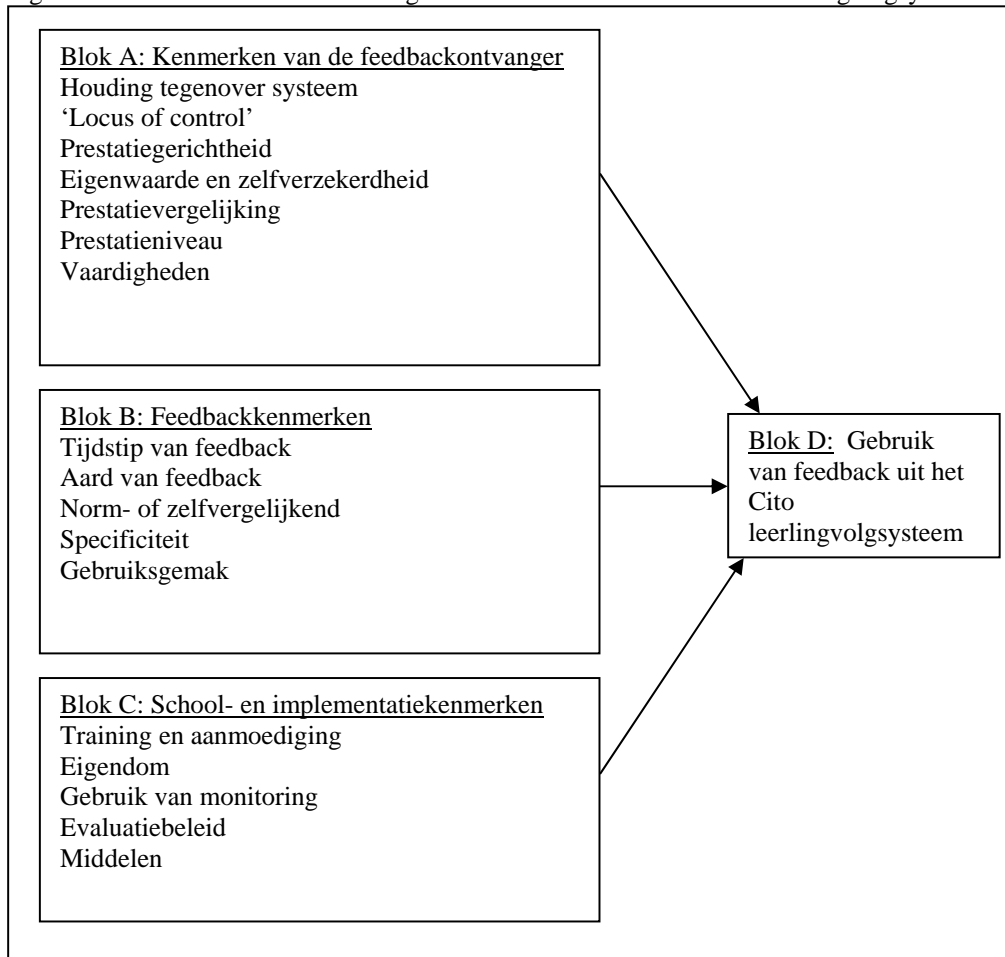 Blok A: Kenmerken van de feedbackontvanger
Houding tegenover systeem
‘Locus of control’
Prestatiegerichtheid
Eigenwaarde en zelfverzekerdheid
Prestatievergelijking
Prestatieniveau
Vaardigheden
Blok B: Feedbackkenmerken
Tijdstip van feedback
Aard van feedback
Norm- of zelfvergelijkend
Specificiteit
Gebruiksgemak
Blok C: School- en implementatiekenmerken
Training en aanmoediging
Eigendom
Gebruik van monitoring
Evaluatiebeleid
Middelen
Blok D: Gebruik
van feedback uit het
Cito
leerlingvolgsysteem